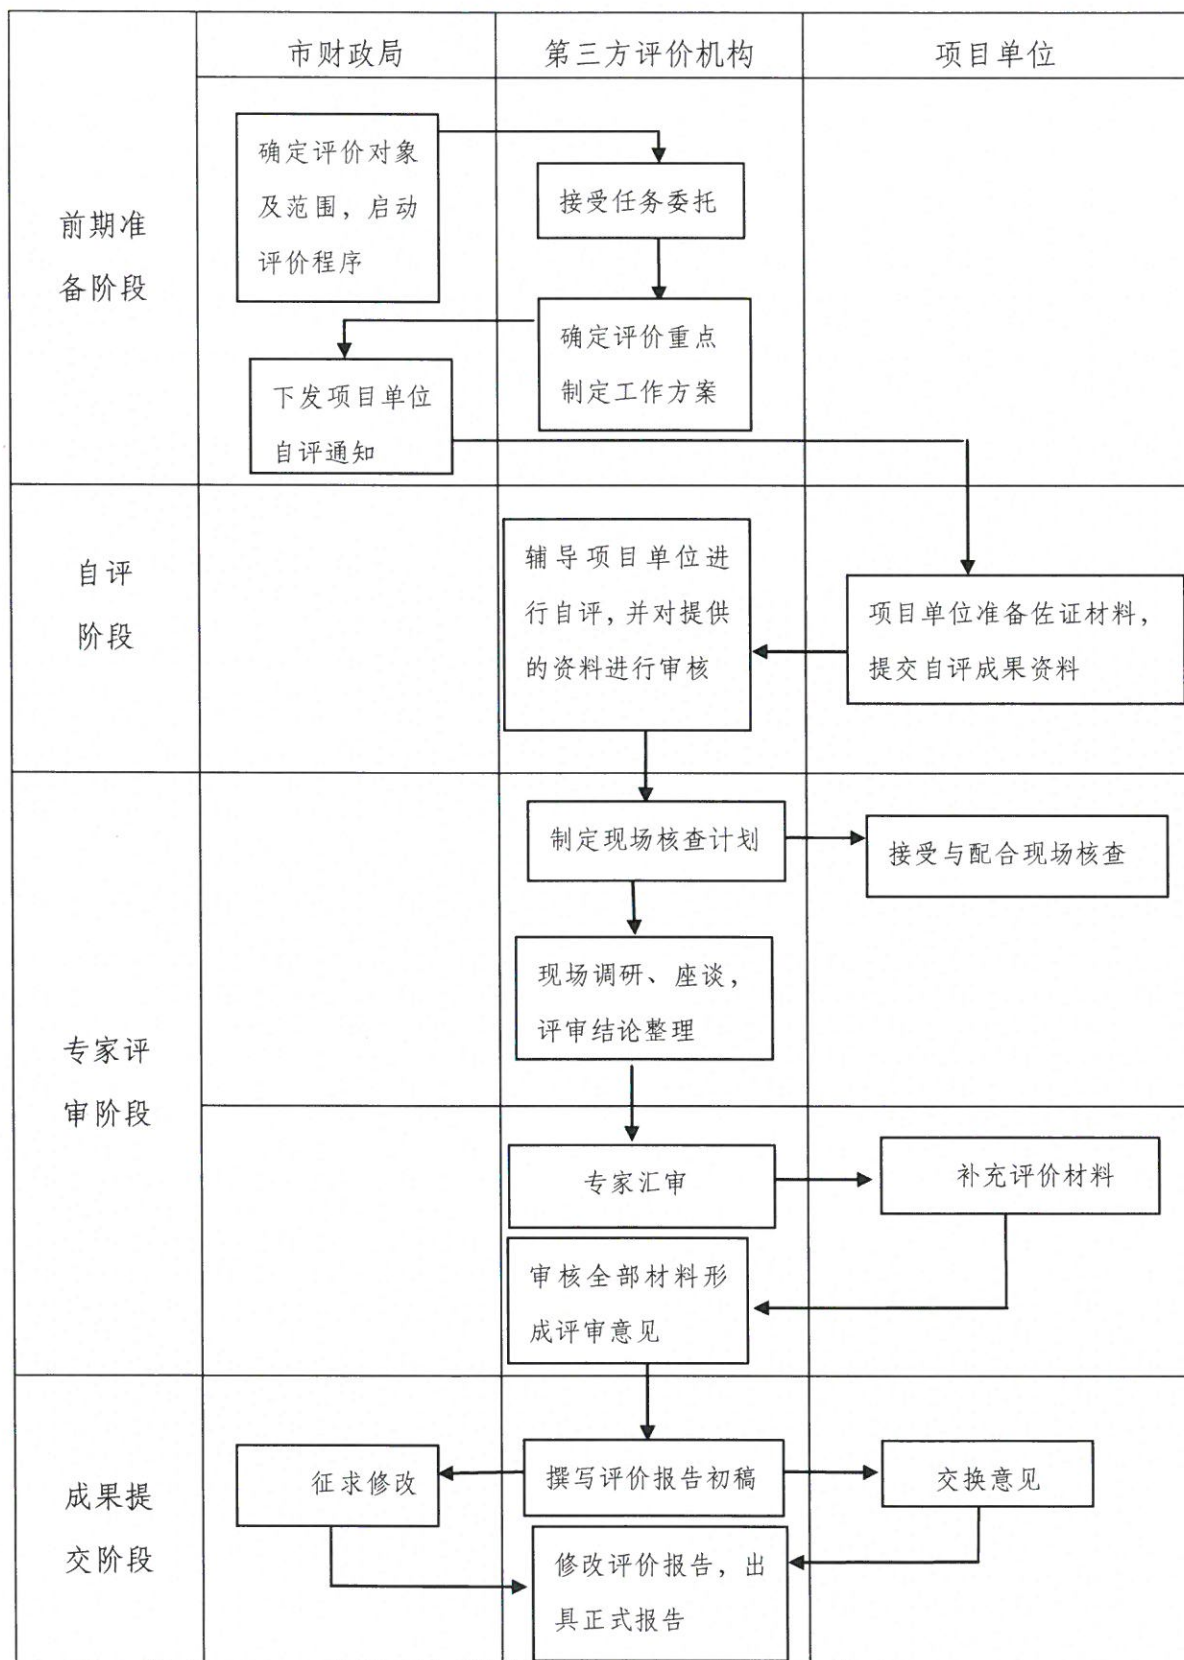 市财政局
第三方评价机构
项目单位
前期准
备阶段
确定评价对象
及范围，启动
评价程序
接受任务委托
确定评价重点
制定工作方案
下发项目单位
自评通知
自评
阶段
辅导项目单位进
行自评，并对提供
的资料进行审核
项目单位准备佐证材料，
提交自评成果资料
专家评
审阶段
制定现场核查计划
接受与配合现场核查
现场调研、座谈，
评审结论整理
专家汇审
补充评价材料
审核全部材料形
成评审意见
成果提
交阶段
征求修改
撰写评价报告初稿
交换意见
修改评价报告，出
具正式报告